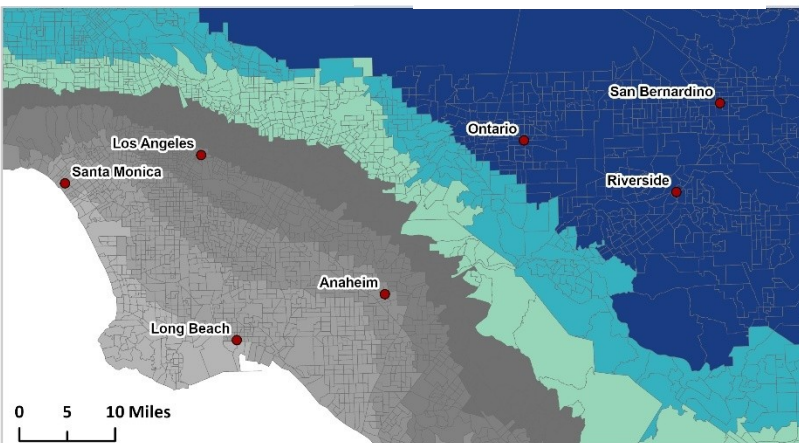 San Bernardino
Ontario
Los Angeles
Santa Monica
Riverside
Anaheim
Long Beach
0 5 10 Miles